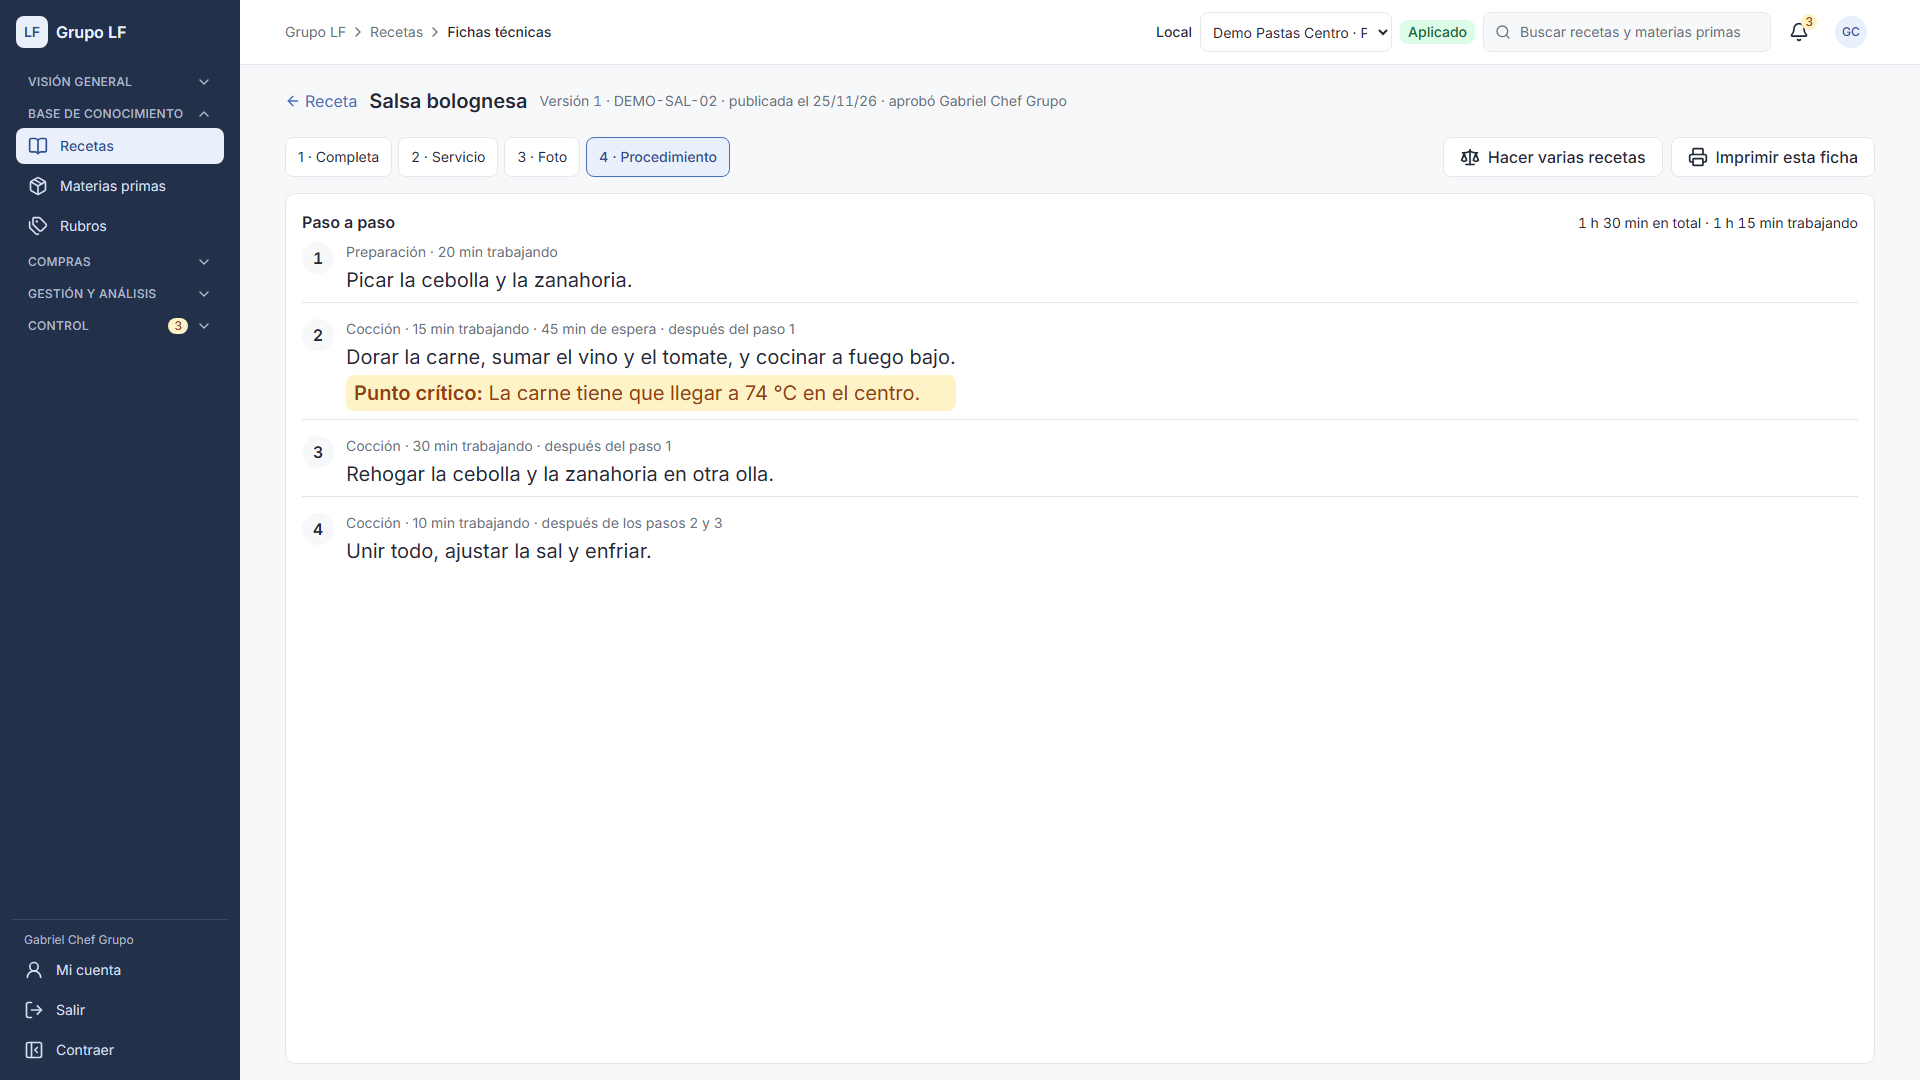 LF Grupo LF
VISIÓN GENERAL
BASE DE CONOCIMIENTO
Recetas
Materias primas
Rubros
COMPRAS
GESTIÓN Y ANÁLISIS
CONTROL 3
Gabriel Chef Grupo
Mi cuenta
Salir
Contraer
Grupo LF > Recetas > Fichas técnicas
Local Demo Pastas Centro · P Aplicado Buscar recetas y materias primas 3 GC
← Receta Salsa bolognesa Versión 1 · DEMO-SAL-02 · publicada el 25/11/26 · aprobó Gabriel Chef Grupo
1 · Completa 2 · Servicio 3 · Foto 4 · Procedimiento Hacer varias recetas Imprimir esta ficha
Paso a paso 1 h 30 min en total · 1 h 15 min trabajando
1 Preparación · 20 min trabajando
Picar la cebolla y la zanahoria.
2 Cocción · 15 min trabajando · 45 min de espera · después del paso 1
Dorar la carne, sumar el vino y el tomate, y cocinar a fuego bajo.
Punto crítico: La carne tiene que llegar a 74 °C en el centro.
3 Cocción · 30 min trabajando · después del paso 1
Rehogar la cebolla y la zanahoria en otra olla.
4 Cocción · 10 min trabajando · después de los pasos 2 y 3
Unir todo, ajustar la sal y enfriar.